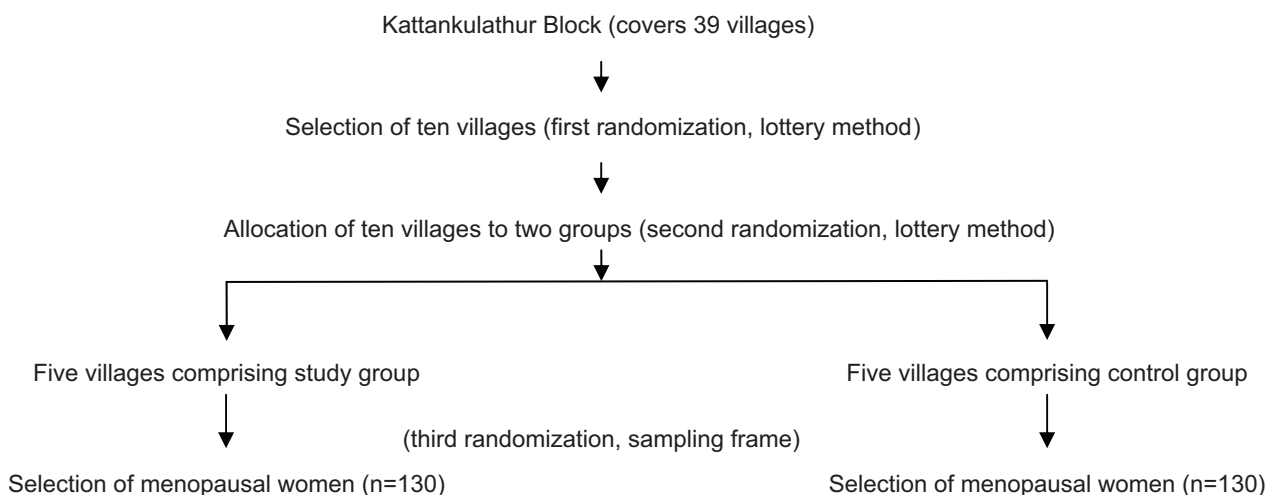 Kattankulathur Block (covers 39 villages)
Selection of ten villages (first randomization, lottery method)
Allocation of ten villages to two groups (second randomization, lottery method)
Five villages comprising study group
Five villages comprising control group
(third randomization, sampling frame)
Selection of menopausal women (n=130)
Selection of menopausal women (n=130)